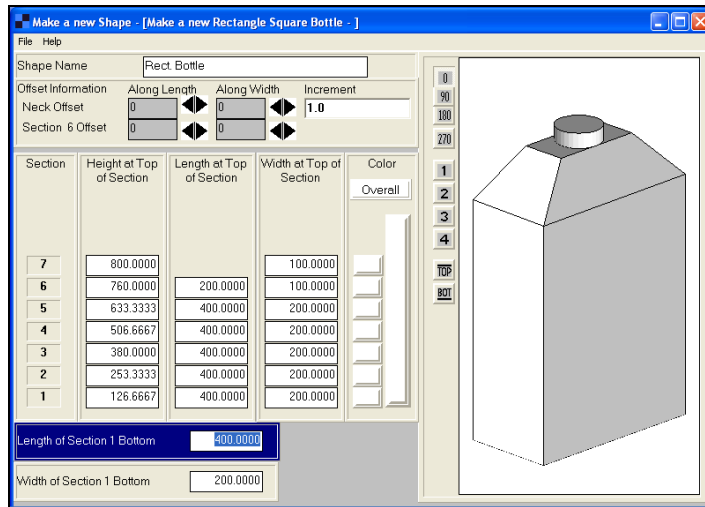 Make a new Shape - [Make a new Rectangle Square Bottle - ]
File Help
Shape Name Rect. Bottle
Offset Information Along Length Along Width Increment
Neck Offset 0 0 1.0
Section 6 Offset 0 0
Section Height at Top of Section Length at Top of Section Width at Top of Section Color
Overall
7 800.0000 100.0000
6 760.0000 200.0000 100.0000
5 633.3333 400.0000 200.0000
4 506.6667 400.0000 200.0000
3 380.0000 400.0000 200.0000
2 253.3333 400.0000 200.0000
1 126.6667 400.0000 200.0000
Length of Section 1 Bottom 400.0000
Width of Section 1 Bottom 200.0000
0
90
180
270
1
2
3
4
TOP
BOT